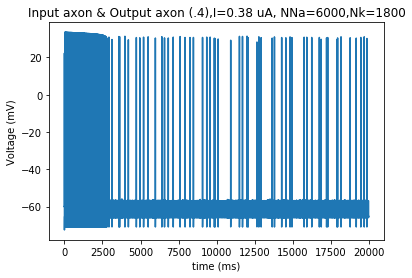 Input axon & Output axon (.4),I=0.38 uA, NNa=6000,Nk=1800
Voltage (mV)
20
0
−20
−40
−60
0 2500 5000 7500 10000 12500 15000 17500 20000
time (ms)